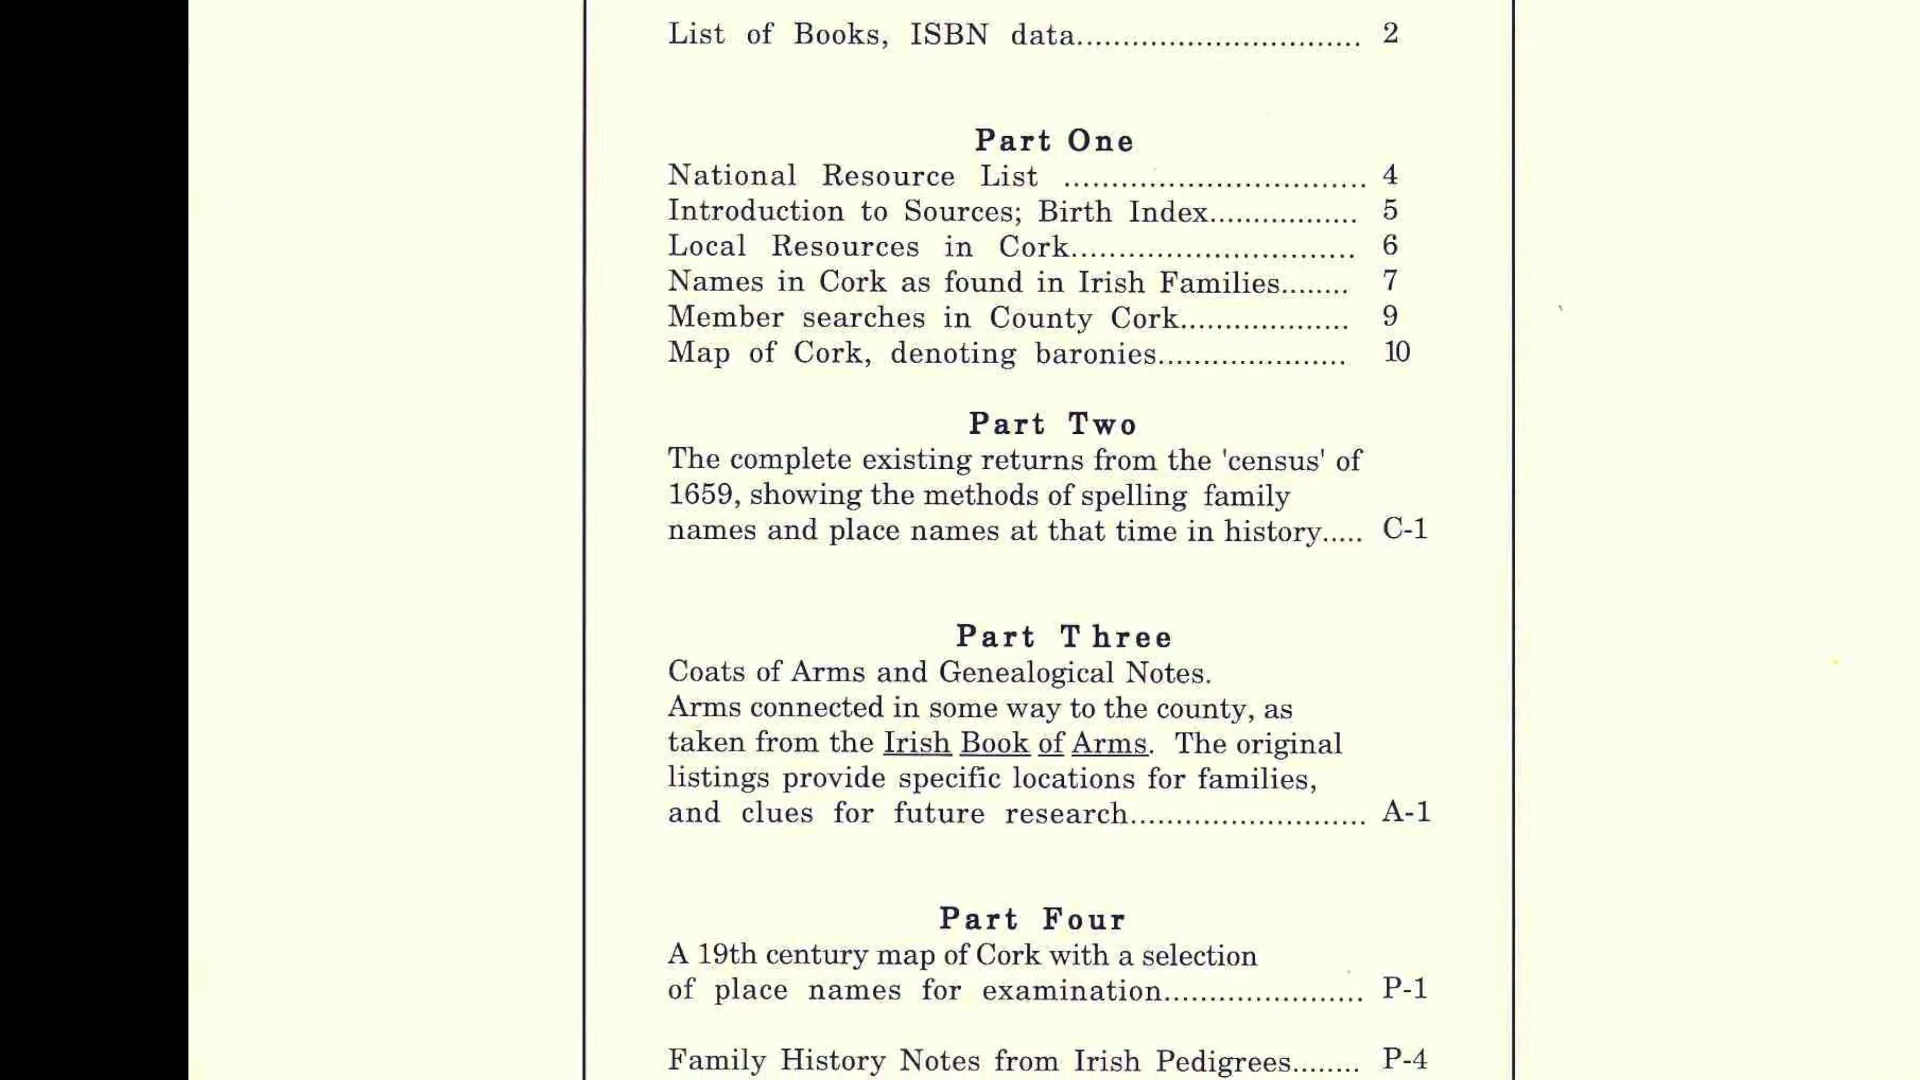 List of Books, ISBN data.............................. 2
Part One
National Resource List ................................ 4
Introduction to Sources; Birth Index................ 5
Local Resources in Cork.............................. 6
Names in Cork as found in Irish Families........ 7
Member searches in County Cork.................. 9
Map of Cork, denoting baronies.................... 10
Part Two
The complete existing returns from the 'census' of
1659, showing the methods of spelling family
names and place names at that time in history..... C-1
Part Three
Coats of Arms and Genealogical Notes.
Arms connected in some way to the county, as
taken from the Irish Book of Arms. The original
listings provide specific locations for families,
and clues for future research......................... A-1
Part Four
A 19th century map of Cork with a selection
of place names for examination..................... P-1
Family History Notes from Irish Pedigrees........ P-4